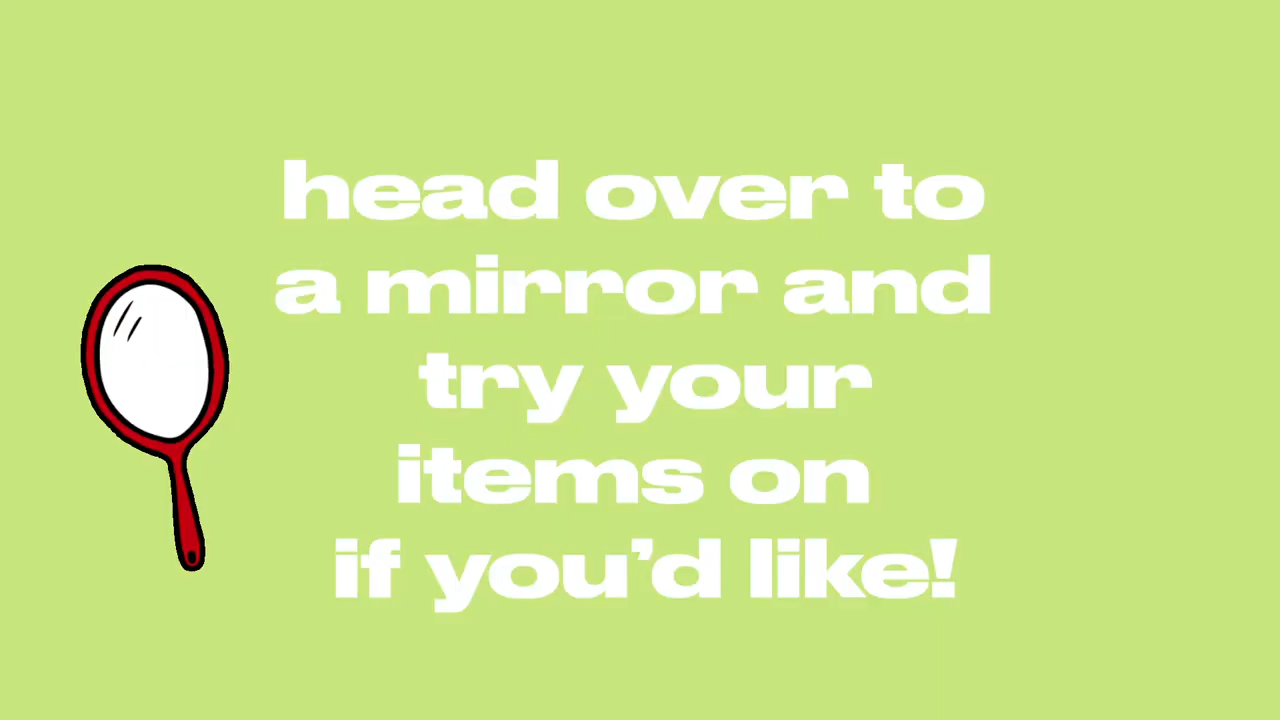 head over to
a mirror and
try your
items on
if you’d like!